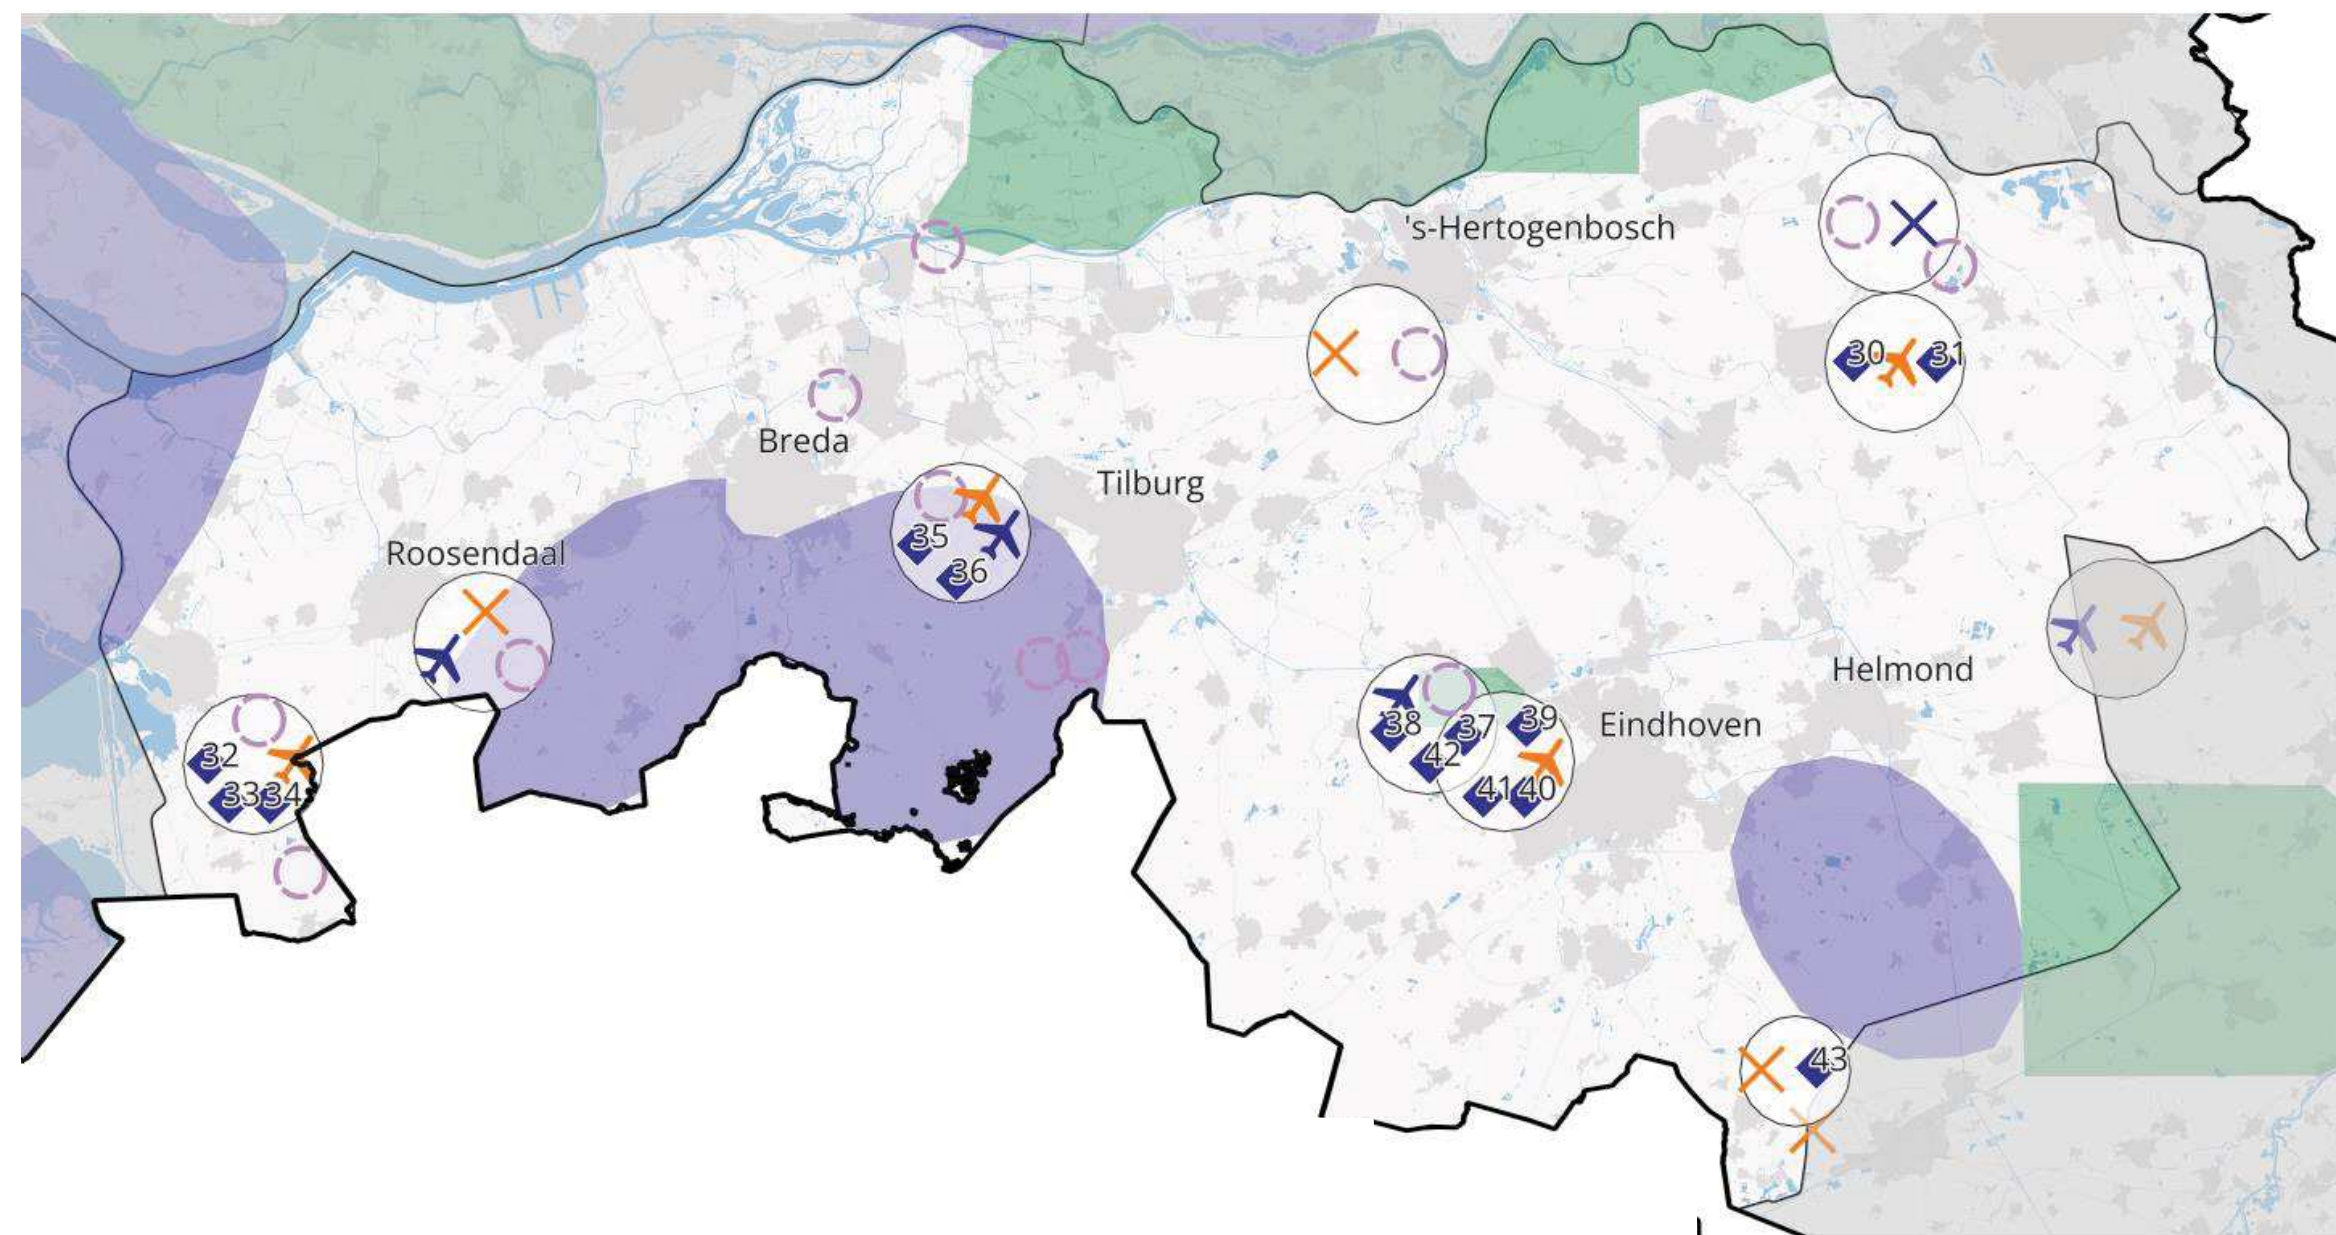 's-Hertogenbosch
30
31
Breda
Tilburg
35
36
Roosendaal
32
33
34
Helmond
38
37
39
Eindhoven
42
41
40
43